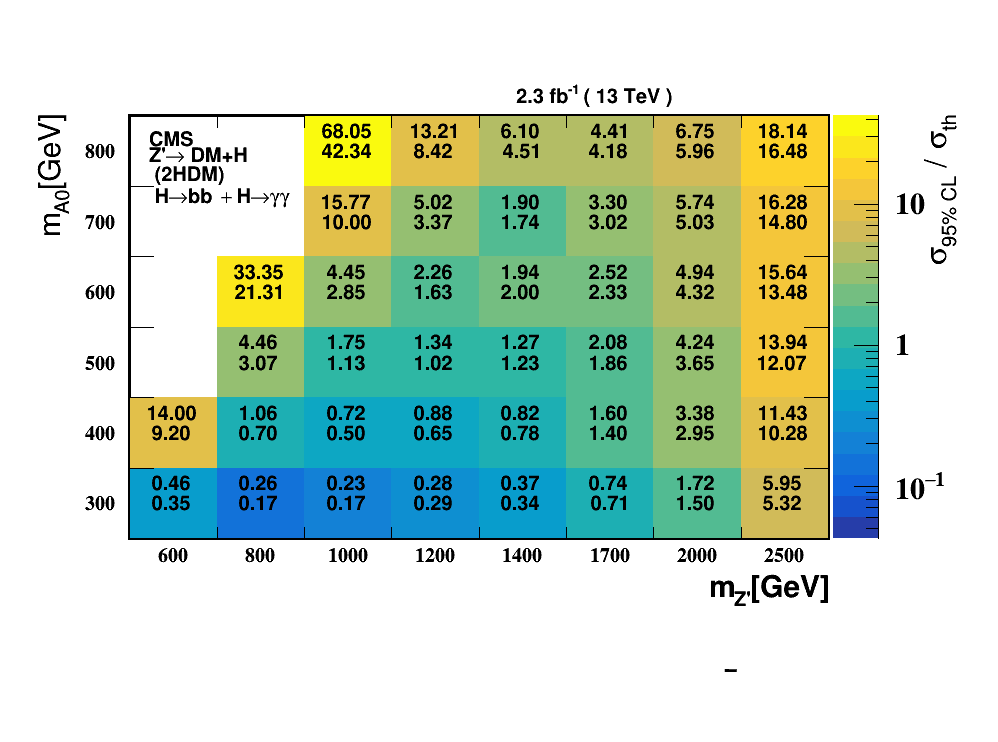 2.3 fb⁻¹ ( 13 TeV )
m_A0[GeV]
CMS
Z'→ DM+H
(2HDM)
H→bb + H→γγ
800 68.05 13.21 6.10 4.41 6.75 18.14
42.34 8.42 4.51 4.18 5.96 16.48
700 15.77 5.02 1.90 3.30 5.74 16.28
10.00 3.37 1.74 3.02 5.03 14.80
600 33.35 4.45 2.26 1.94 2.52 4.94 15.64
21.31 2.85 1.63 2.00 2.33 4.32 13.48
500 4.46 1.75 1.34 1.27 2.08 4.24 13.94
3.07 1.13 1.02 1.23 1.86 3.65 12.07
400 14.00 1.06 0.72 0.88 0.82 1.60 3.38 11.43
9.20 0.70 0.50 0.65 0.78 1.40 2.95 10.28
300 0.46 0.26 0.23 0.28 0.37 0.74 1.72 5.95
0.35 0.17 0.17 0.29 0.34 0.71 1.50 5.32
600 800 1000 1200 1400 1700 2000 2500
m_Z'[GeV]
10
1
10⁻¹
σ_95% CL / σ_th
–